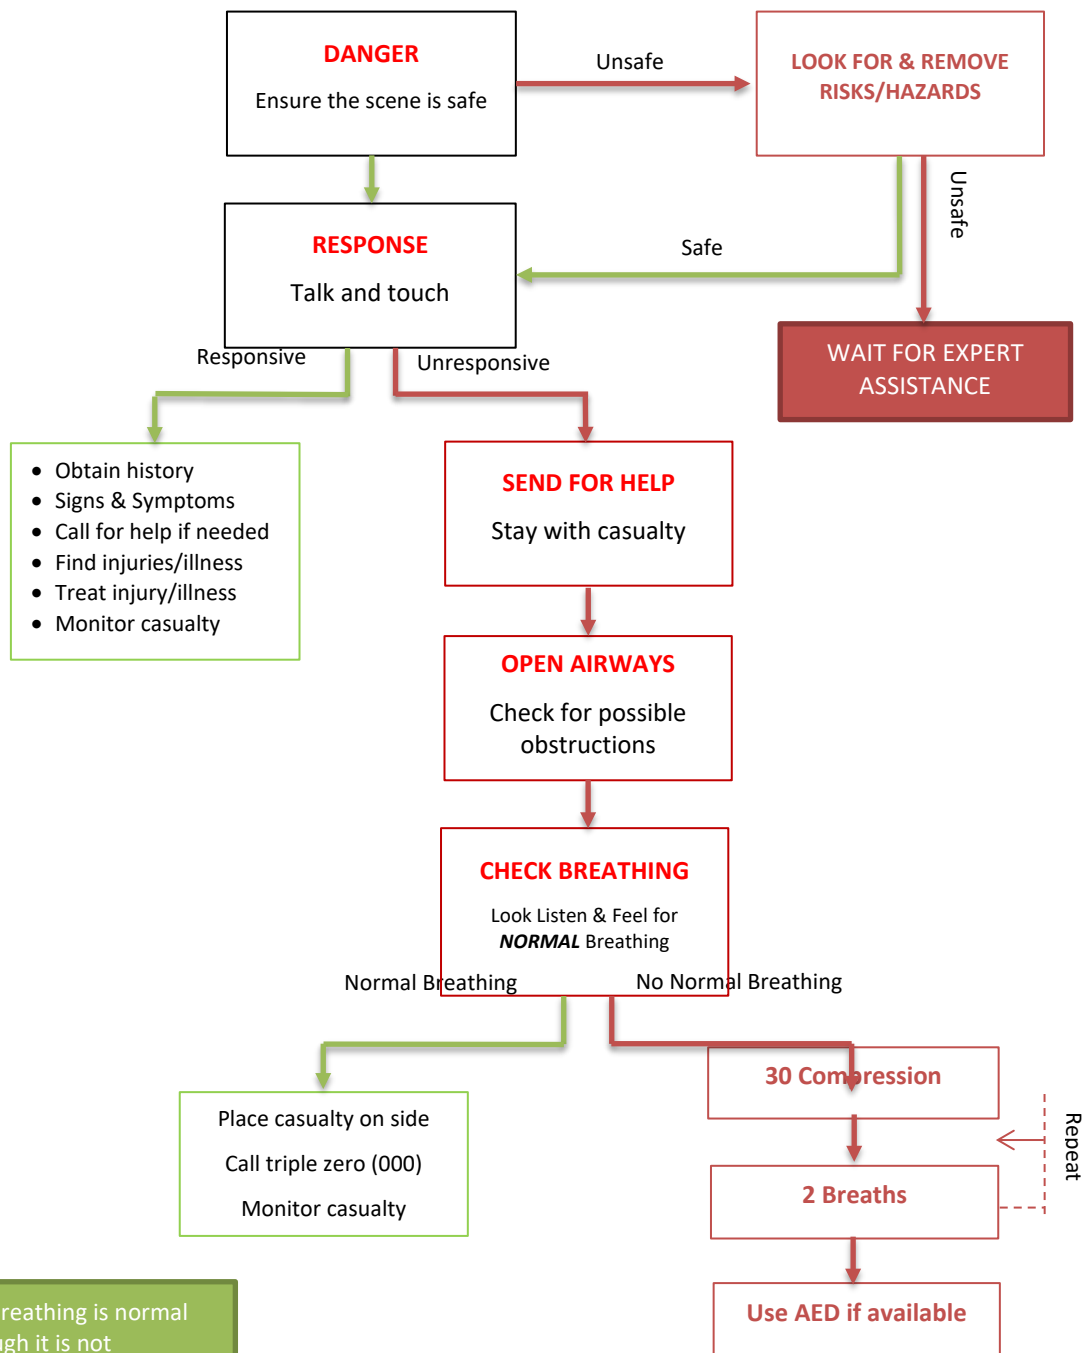 DANGER
Ensure the scene is safe
Unsafe
LOOK FOR & REMOVE
RISKS/HAZARDS
Unsafe
RESPONSE
Talk and touch
Safe
WAIT FOR EXPERT
ASSISTANCE
Responsive
Unresponsive
• Obtain history
• Signs & Symptoms
• Call for help if needed
• Find injuries/illness
• Treat injury/illness
• Monitor casualty
SEND FOR HELP
Stay with casualty
OPEN AIRWAYS
Check for possible
obstructions
CHECK BREATHING
Look Listen & Feel for
NORMAL Breathing
Normal Breathing
No Normal Breathing
Place casualty on side
Call triple zero (000)
Monitor casualty
30 Compression
Repeat
2 Breaths
Use AED if available
breathing is normal
it is not